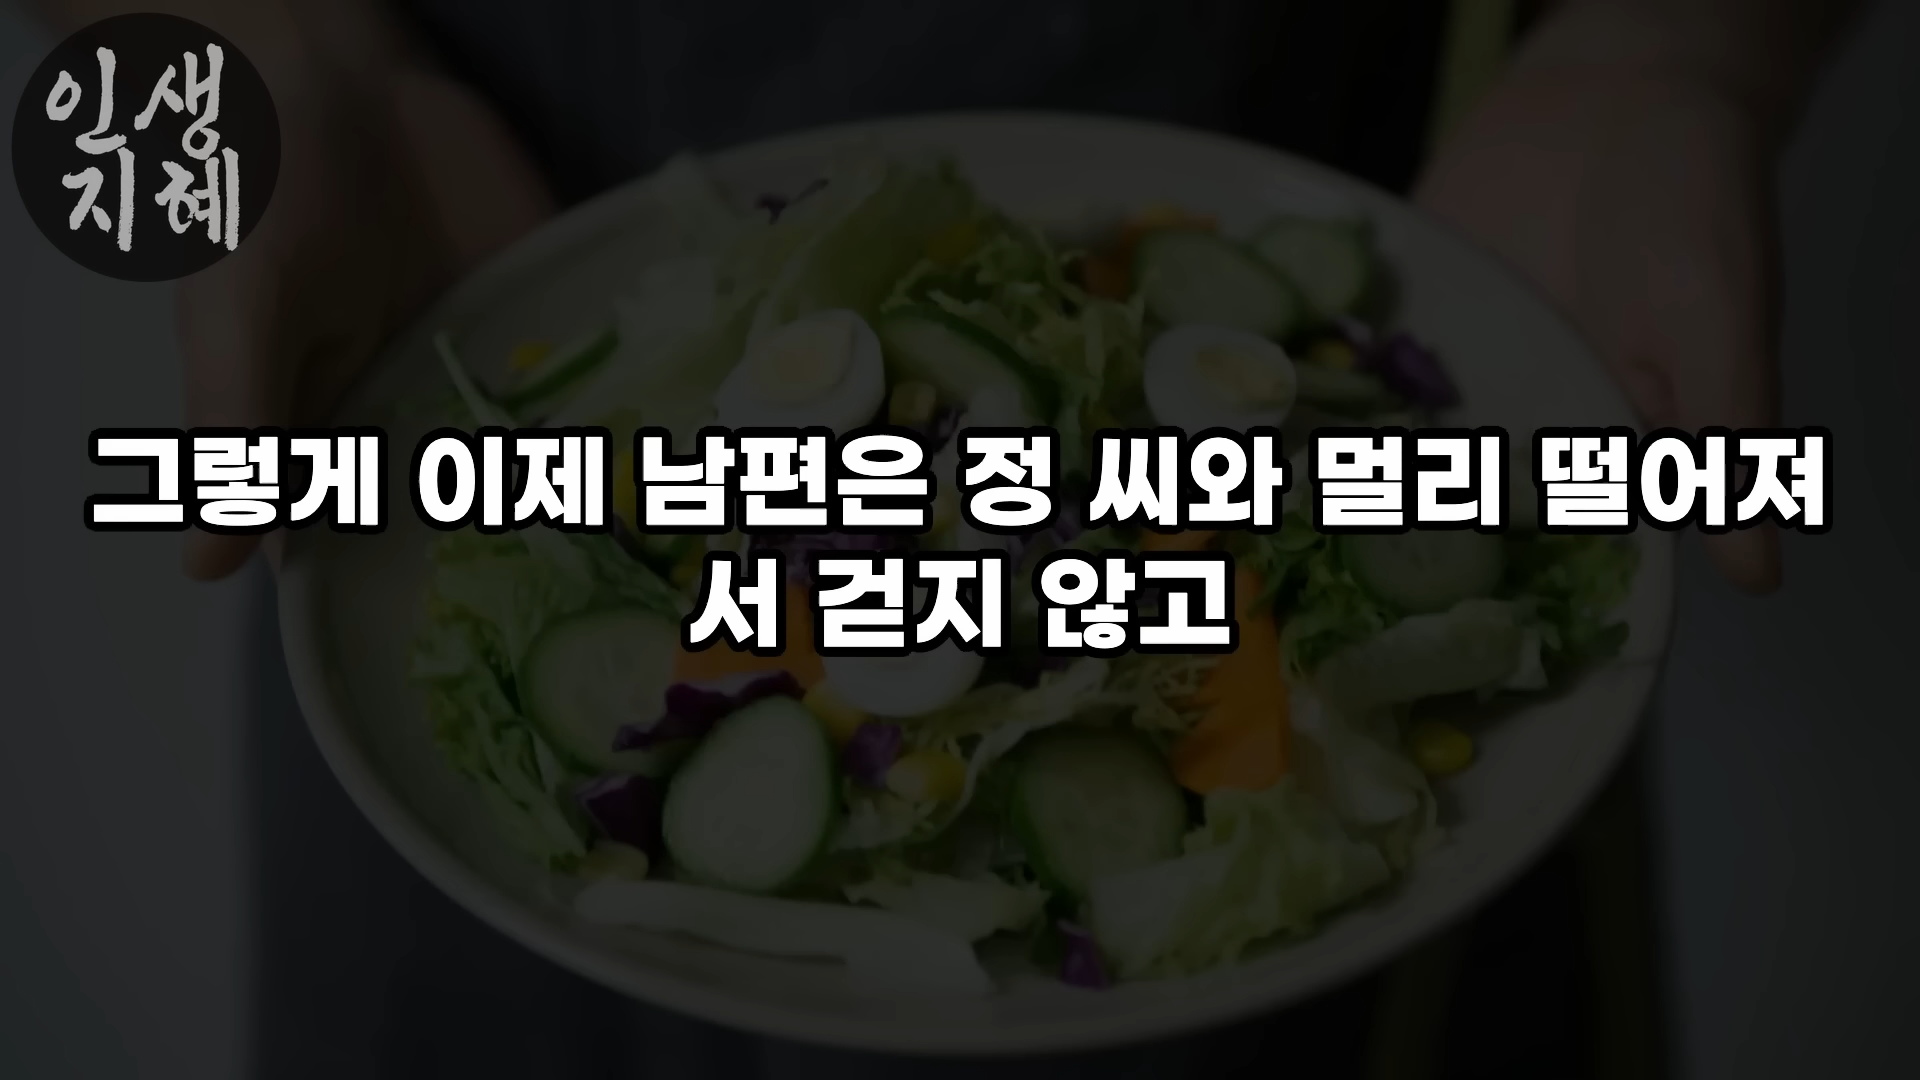 인생
지혜
그렇게 이제 남편은 정 씨와 멀리 떨어져
서 걷지 않고